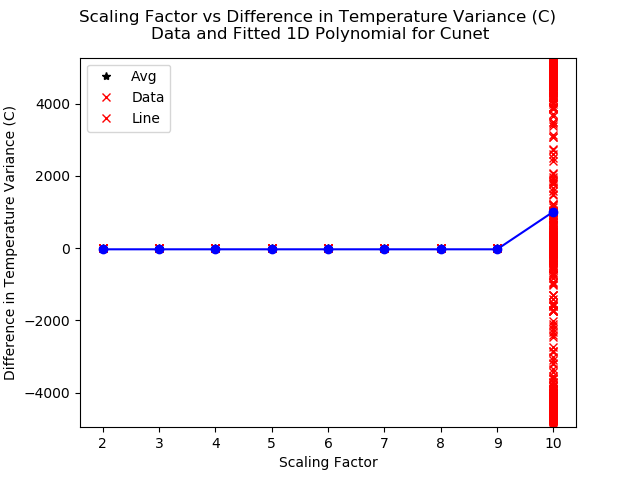 Scaling Factor vs Difference in Temperature Variance (C)
Data and Fitted 1D Polynomial for Cunet
Avg
Data
Line
4000
2000
0
−2000
−4000
Difference in Temperature Variance (C)
2 3 4 5 6 7 8 9 10
Scaling Factor